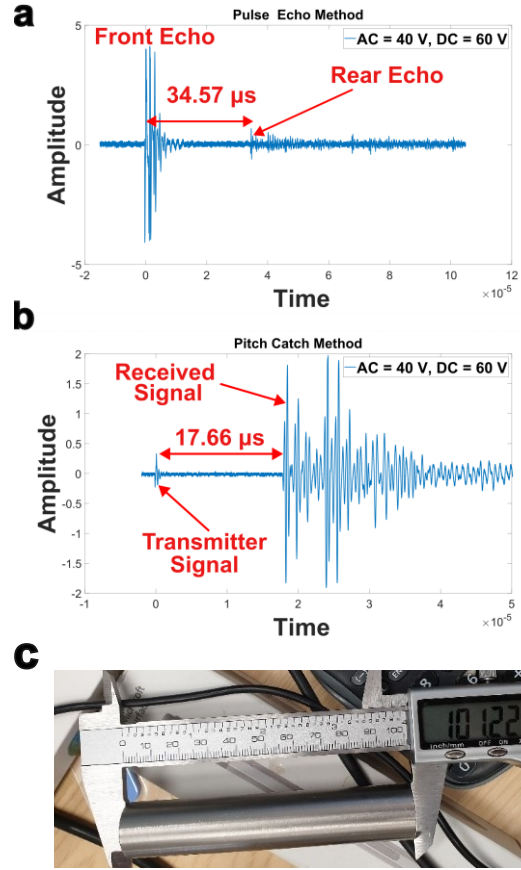 a
Pulse Echo Method
Front Echo
AC = 40 V, DC = 60 V
34.57 µs
Rear Echo
Amplitude
5
0
-5
-2 0 2 4 6 8 10 12
Time
×10⁻⁵
b
Pitch Catch Method
AC = 40 V, DC = 60 V
Received
Signal
17.66 µs
Transmitter
Signal
Amplitude
2
1.5
1
0.5
0
-0.5
-1
-1.5
-2
-1 0 1 2 3 4 5
Time
×10⁻⁵
c
0 10 20 30 40 50 60 70 80 90 100
101.22
inch/mm OFF ON